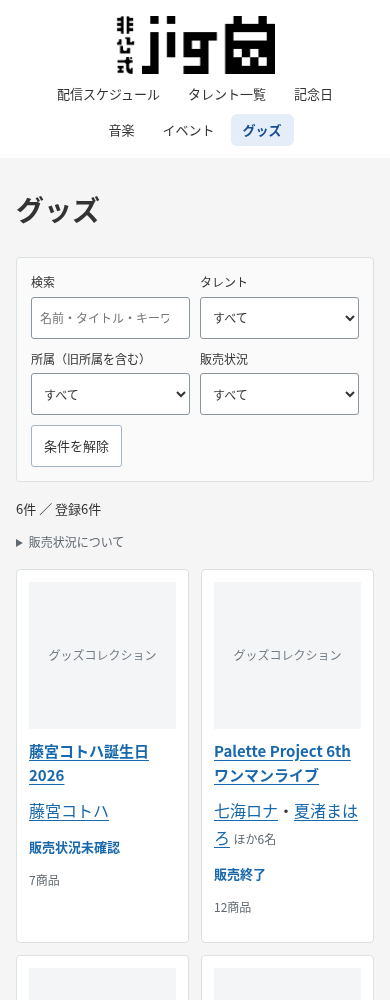 非公式 jig
配信スケジュール タレント一覧 記念日
音楽 イベント グッズ
グッズ
検索 タレント
名前・タイトル・キーワ すべて
所属（旧所属を含む） 販売状況
すべて すべて
条件を解除
6件 ／ 登録6件
▶ 販売状況について
グッズコレクション
藤宮コトハ誕生日
2026
藤宮コトハ
販売状況未確認
7商品
グッズコレクション
Palette Project 6th
ワンマンライブ
七海ロナ・夏渚まは
ろ ほか6名
販売終了
12商品